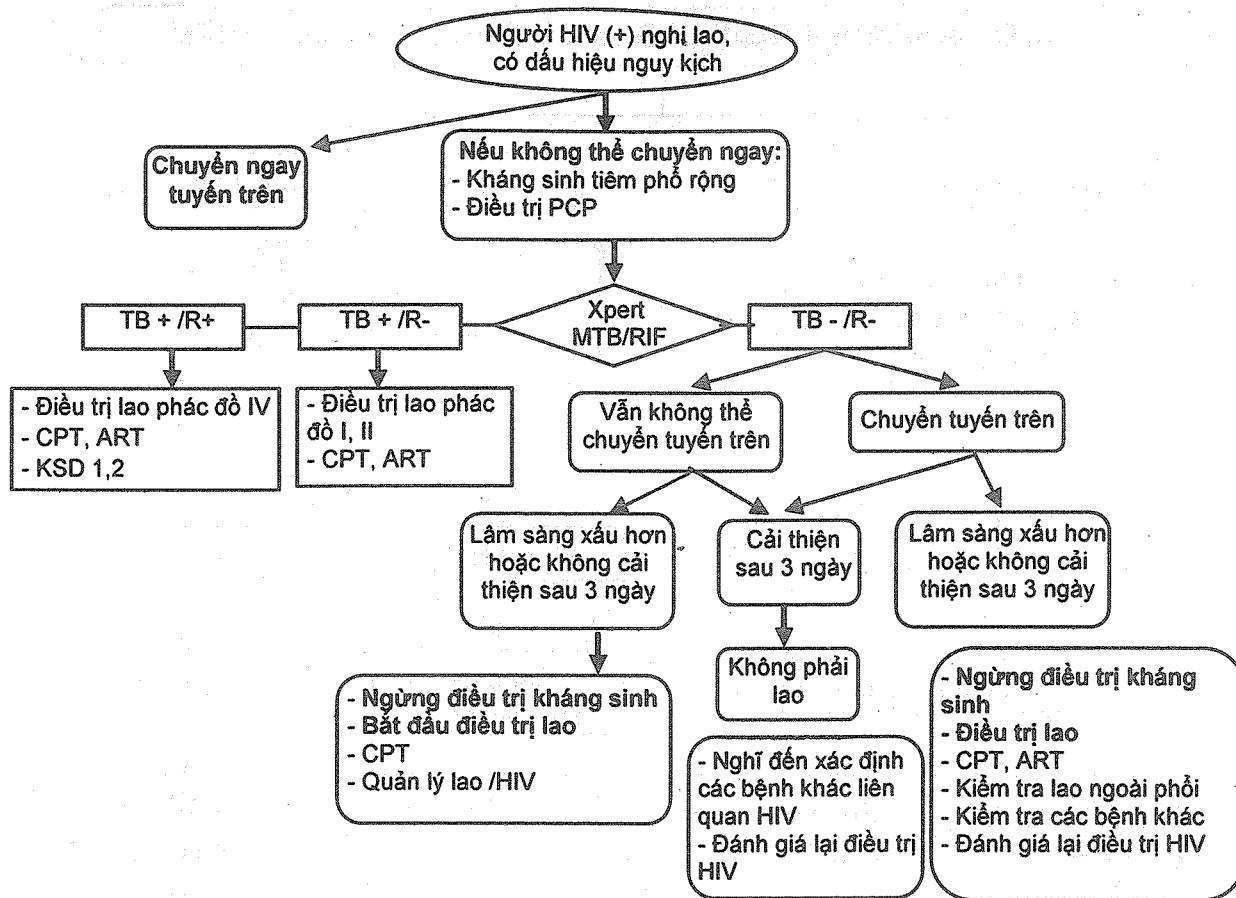 Người HIV (+) nghi lao,
có dấu hiệu nguy kịch
Chuyển ngay
tuyến trên
Nếu không thể chuyển ngay:
- Kháng sinh tiêm phổ rộng
- Điều trị PCP
TB + /R+
TB + /R-
Xpert
MTB/RIF
TB - /R-
- Điều trị lao phác đồ IV
- CPT, ART
- KSD 1,2
- Điều trị lao phác
đồ I, II
- CPT, ART
Vẫn không thể
chuyển tuyến trên
Chuyển tuyến trên
Lâm sàng xấu hơn
hoặc không cải
thiện sau 3 ngày
Cải thiện
sau 3 ngày
Lâm sàng xấu hơn
hoặc không cải
thiện sau 3 ngày
- Ngừng điều trị kháng sinh
- Bắt đầu điều trị lao
- CPT
- Quản lý lao /HIV
Không phải
lao
- Nghĩ đến xác định
các bệnh khác liên
quan HIV
- Đánh giá lại điều trị
HIV
- Ngừng điều trị kháng
sinh
- Điều trị lao
- CPT, ART
- Kiểm tra lao ngoài phổi
- Kiểm tra các bệnh khác
- Đánh giá lại điều trị HIV